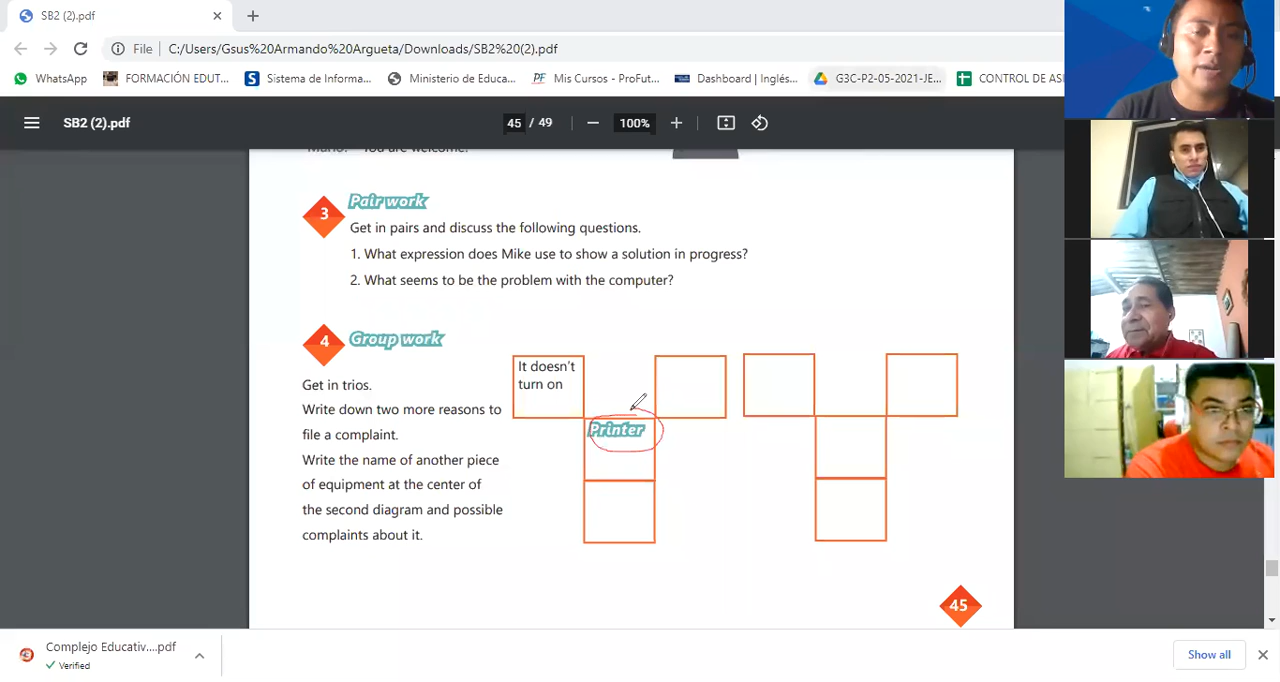 SB2 (2).pdf
File
C:/Users/Gsus%20Armando%20Argueta/Downloads/SB2%20(2).pdf
WhatsApp
FORMACIÓN EDUT...
Sistema de Informa...
Ministerio de Educa...
Mis Cursos - ProFut...
Dashboard | Inglés...
G3C-P2-05-2021-JE...
CONTROL DE ASI
SB2 (2).pdf
45 / 49
100%
You are welcome.
3
Pair work
Get in pairs and discuss the following questions.
1. What expression does Mike use to show a solution in progress?
2. What seems to be the problem with the computer?
4
Group work
Get in trios.
Write down two more reasons to
file a complaint.
Write the name of another piece
of equipment at the center of
the second diagram and possible
complaints about it.
It doesn't
turn on
Printer
45
Complejo Educativ....pdf
Verified
Show all